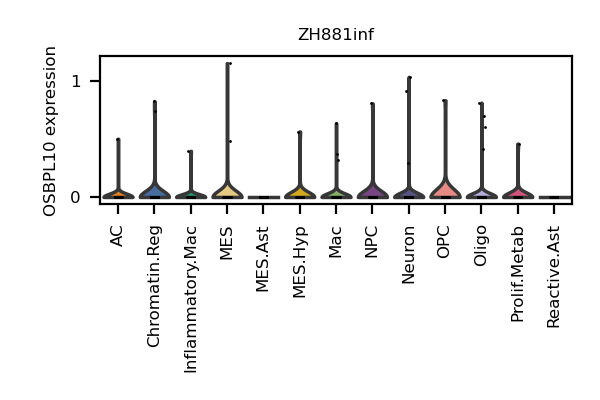 ZH881inf
OSBPL10 expression
1
0
AC
Chromatin.Reg
Inflammatory.Mac
MES
MES.Ast
MES.Hyp
Mac
NPC
Neuron
OPC
Oligo
Prolif.Metab
Reactive.Ast